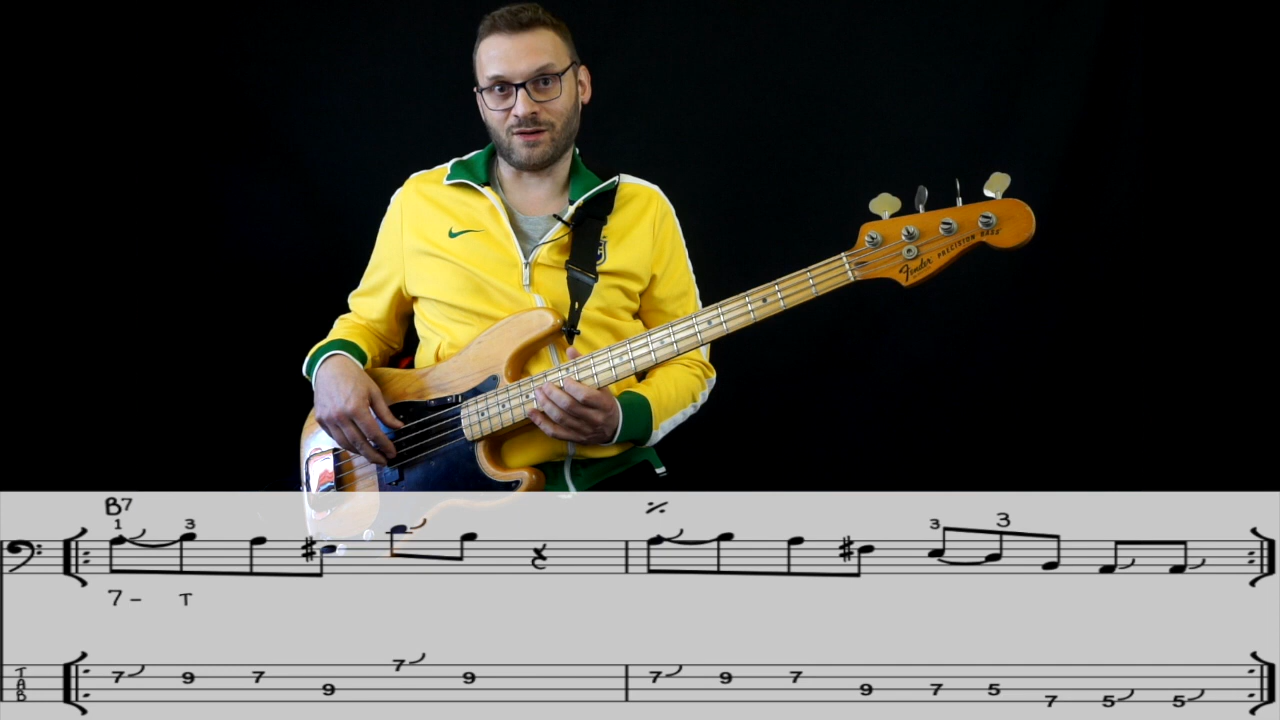 Fender PRECISION BASS
B7
1 3
3 3
7 - T
T 7 9 7 9 7 9 7 9 7 9 7 5 7 5 5
A
B